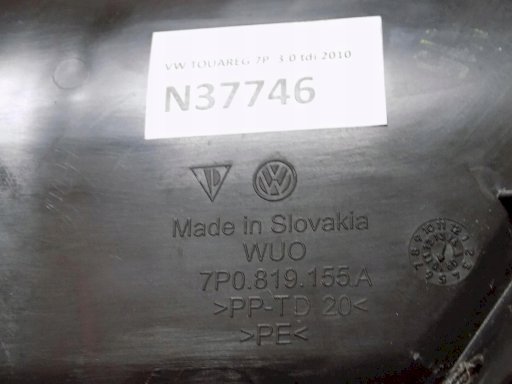 VW TOUAREG 7P 3.0 tdi 2010
N37746
Made in Slovakia
WUO
7P0.819.155.A
>PP-TD 20<
>PE<